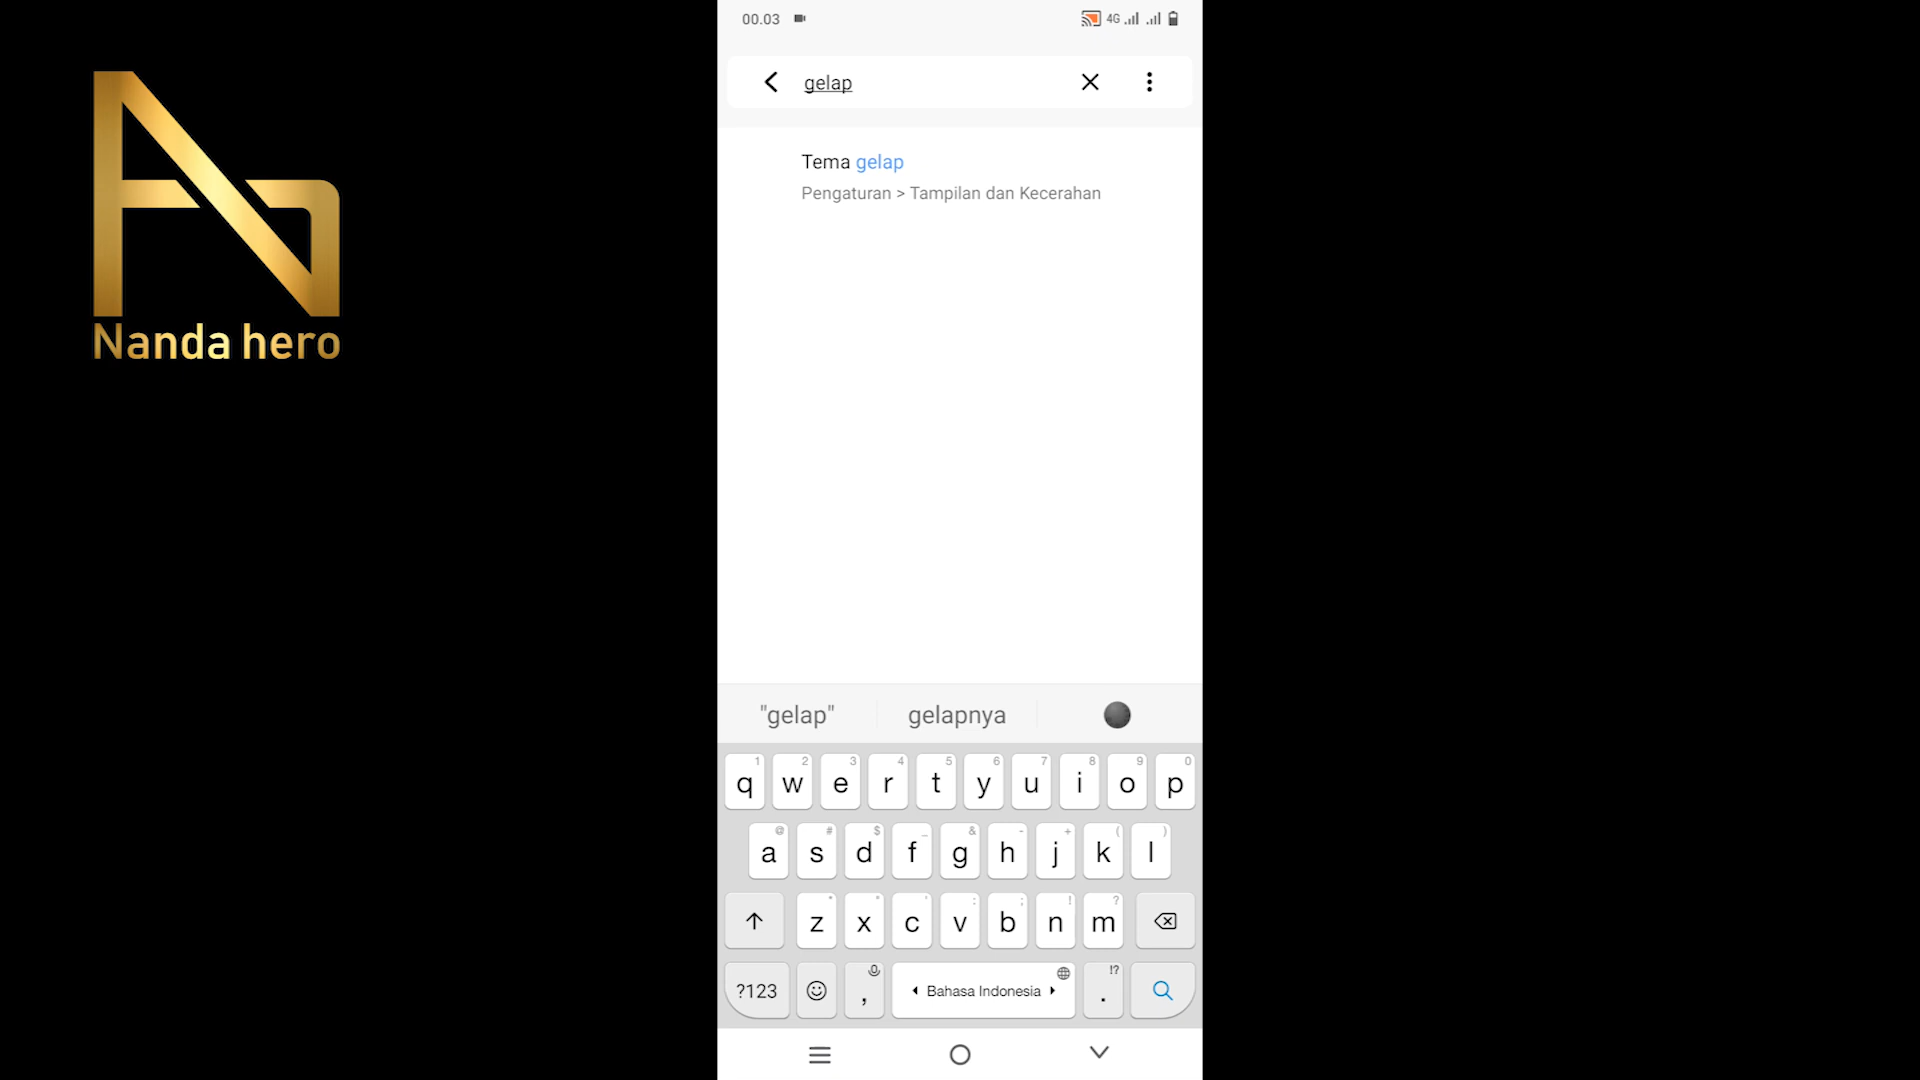 Nanda hero
00.03
4G
gelap
Tema gelap
Pengaturan > Tampilan dan Kecerahan
"gelap" gelapnya
1 2 3 4 5 6 7 8 9 0
q w e r t y u i o p
@ # $ _ & - + ( )
a s d f g h j k l
" ' : ; ! ?
z x c v b n m
!?
?123 , Bahasa Indonesia .